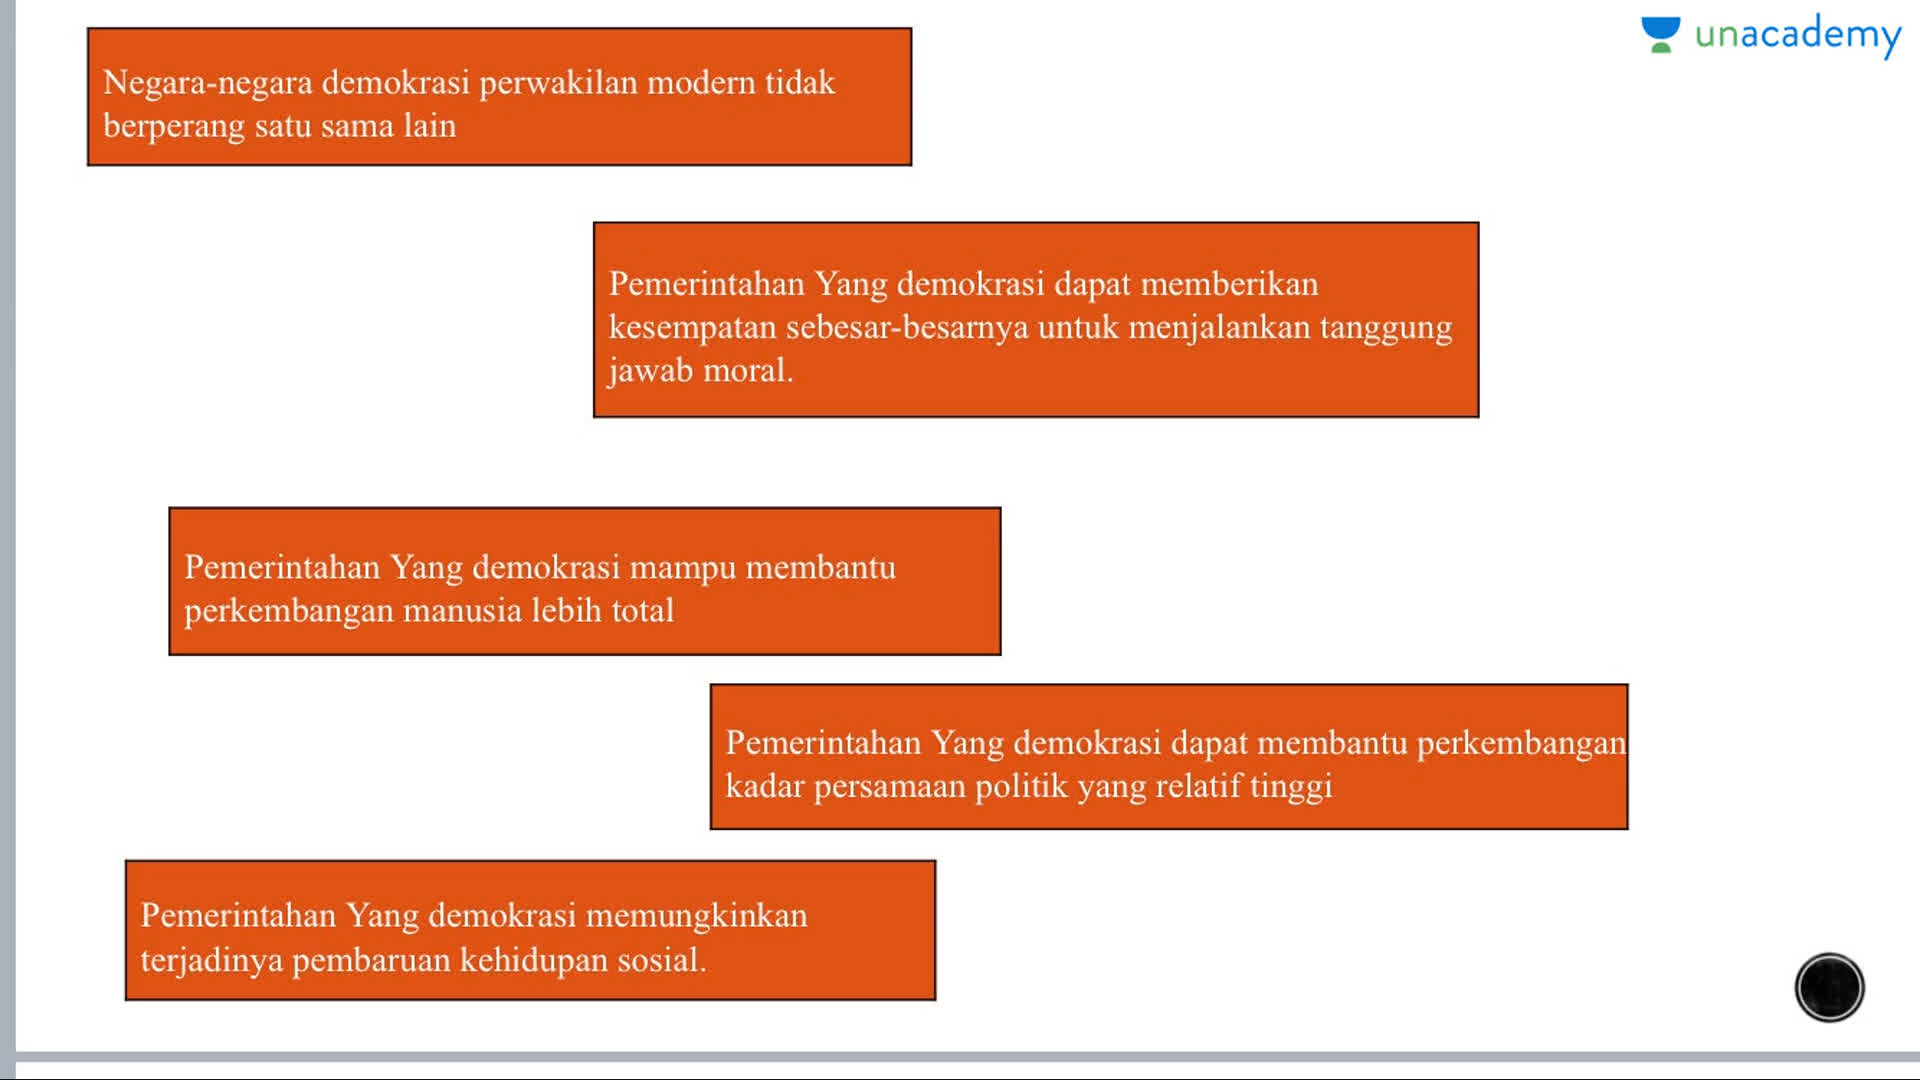 unacademy
Negara-negara demokrasi perwakilan modern tidak
berperang satu sama lain
Pemerintahan Yang demokrasi dapat memberikan
kesempatan sebesar-besarnya untuk menjalankan tanggung
jawab moral.
Pemerintahan Yang demokrasi mampu membantu
perkembangan manusia lebih total
Pemerintahan Yang demokrasi dapat membantu perkembangan
kadar persamaan politik yang relatif tinggi
Pemerintahan Yang demokrasi memungkinkan
terjadinya pembaruan kehidupan sosial.